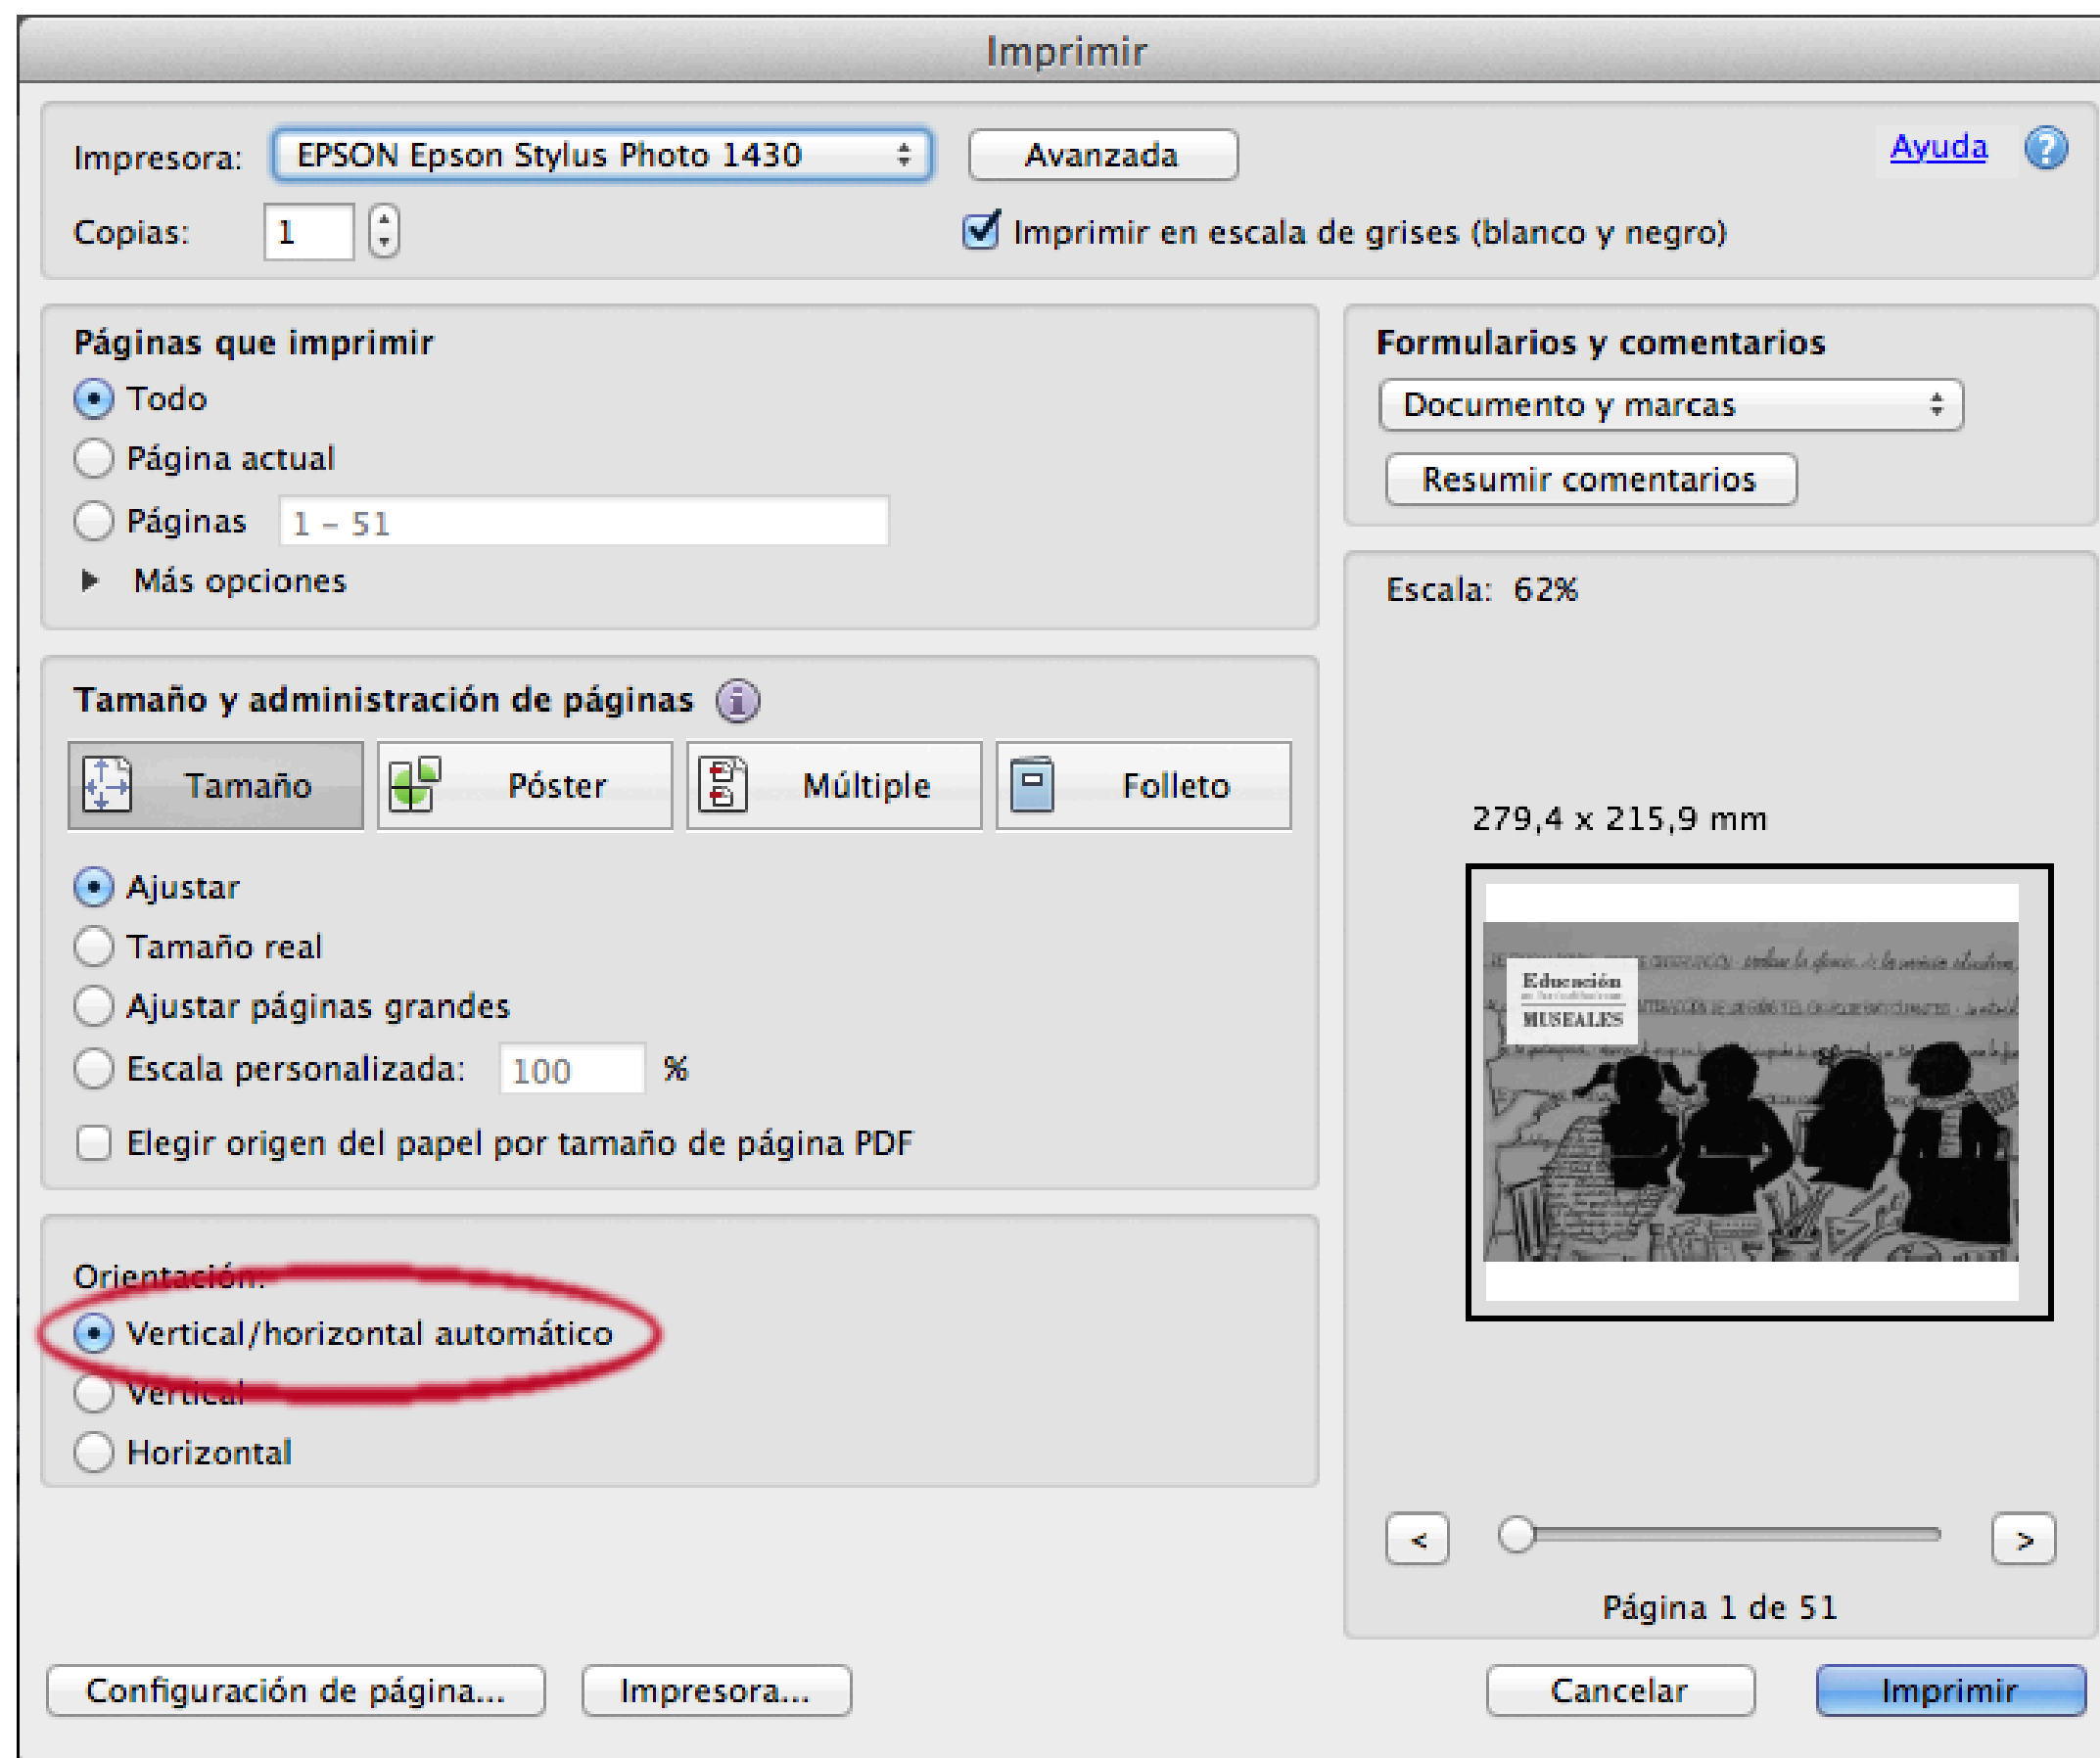 Imprimir
Impresora: EPSON Epson Stylus Photo 1430 Avanzada Ayuda ?
Copias: 1 Imprimir en escala de grises (blanco y negro)
Páginas que imprimir
Todo
Página actual
Páginas 1 – 51
Más opciones
Formularios y comentarios
Documento y marcas
Resumir comentarios
Tamaño y administración de páginas i
Tamaño Póster Múltiple Folleto
Ajustar
Tamaño real
Ajustar páginas grandes
Escala personalizada: 100 %
Elegir origen del papel por tamaño de página PDF
Orientación:
Vertical/horizontal automático
Vertical
Horizontal
Escala: 62%
279,4 x 215,9 mm
Educación
MUSEALES
< >
Página 1 de 51
Configuración de página... Impresora... Cancelar Imprimir